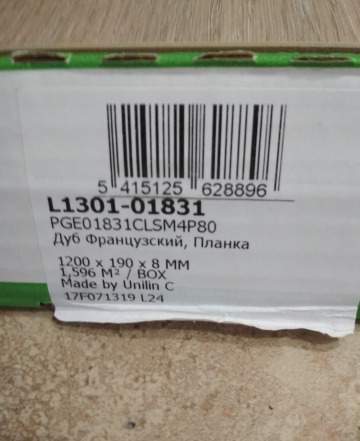 5 415125 628896
L1301-01831
PGE01831CLSM4P80
Дуб Французский, Планка
1200 x 190 x 8 MM
1,596 M² / BOX
Made by Unilin C
17F071319 L24